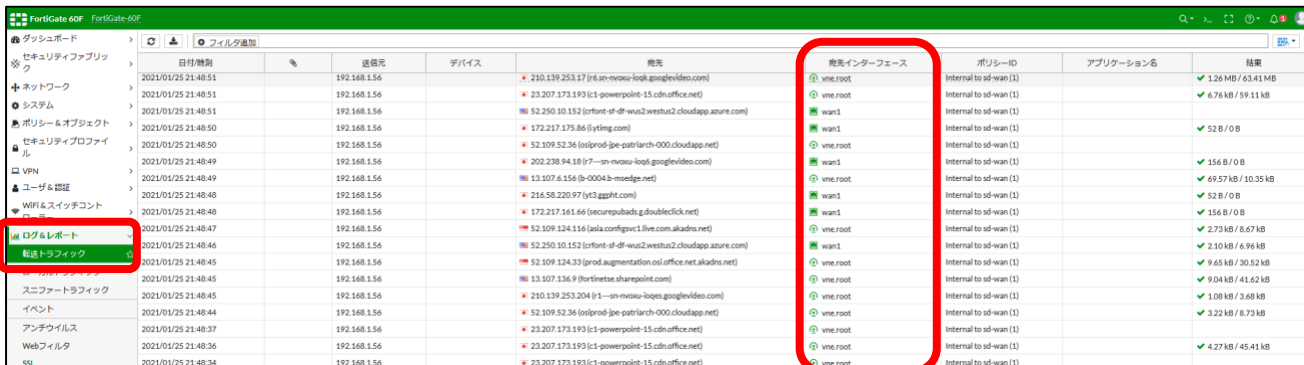 FortiGate 60F FortiGate-60F
ダッシュボード
セキュリティファブリッ
ク
ネットワーク
システム
ポリシー&オブジェクト
セキュリティプロファイ
ル
VPN
ユーザ&認証
WiFi&スイッチコント
ローラー
ログ&レポート
転送トラフィック
スニファートラフィック
イベント
アンチウイルス
Webフィルタ
SSL
フィルタ追加
日付/時刻 送信元 デバイス 宛先 宛先インターフェース ポリシーID アプリケーション名 結果
2021/01/25 21:48:51 192.168.1.56 210.139.253.17 (r6.sn-nvoxu-ioqk.googlevideo.com) vne.root Internal to sd-wan (1) 1.26 MB / 63.41 MB
2021/01/25 21:48:51 192.168.1.56 23.207.173.193 (c1-powerpoint-15.cdn.office.net) vne.root Internal to sd-wan (1) 6.76 kB / 59.11 kB
2021/01/25 21:48:51 192.168.1.56 52.250.10.152 (crfont-sf-df-wus2.westus2.cloudapp.azure.com) wan1 Internal to sd-wan (1)
2021/01/25 21:48:50 192.168.1.56 172.217.175.86 (i.ytimg.com) wan1 Internal to sd-wan (1) 52 B / 0 B
2021/01/25 21:48:50 192.168.1.56 52.109.52.36 (osiprod-jpe-patriarch-000.cloudapp.net) vne.root Internal to sd-wan (1)
2021/01/25 21:48:49 192.168.1.56 202.238.94.18 (r7---sn-nvoxu-ioq6.googlevideo.com) wan1 Internal to sd-wan (1) 156 B / 0 B
2021/01/25 21:48:49 192.168.1.56 13.107.6.156 (b-0004.b-msedge.net) vne.root Internal to sd-wan (1) 69.57 kB / 10.35 kB
2021/01/25 21:48:48 192.168.1.56 216.58.220.97 (yt3.ggpht.com) wan1 Internal to sd-wan (1) 52 B / 0 B
2021/01/25 21:48:48 192.168.1.56 172.217.161.66 (securepubads.g.doubleclick.net) wan1 Internal to sd-wan (1) 156 B / 0 B
2021/01/25 21:48:47 192.168.1.56 52.109.124.116 (asia.configsvc1.live.com.akadns.net) vne.root Internal to sd-wan (1) 2.73 kB / 8.67 kB
2021/01/25 21:48:46 192.168.1.56 52.250.10.152 (crfont-sf-df-wus2.westus2.cloudapp.azure.com) wan1 Internal to sd-wan (1) 2.10 kB / 6.96 kB
2021/01/25 21:48:45 192.168.1.56 52.109.124.33 (prod.augmentation.osi.office.net.akadns.net) vne.root Internal to sd-wan (1) 9.65 kB / 30.52 kB
2021/01/25 21:48:45 192.168.1.56 13.107.136.9 (fortinetse.sharepoint.com) vne.root Internal to sd-wan (1) 9.04 kB / 41.62 kB
2021/01/25 21:48:45 192.168.1.56 210.139.253.204 (r1---sn-nvoxu-ioqes.googlevideo.com) vne.root Internal to sd-wan (1) 1.08 kB / 3.68 kB
2021/01/25 21:48:44 192.168.1.56 52.109.52.36 (osiprod-jpe-patriarch-000.cloudapp.net) vne.root Internal to sd-wan (1) 3.22 kB / 8.73 kB
2021/01/25 21:48:37 192.168.1.56 23.207.173.193 (c1-powerpoint-15.cdn.office.net) vne.root Internal to sd-wan (1)
2021/01/25 21:48:36 192.168.1.56 23.207.173.193 (c1-powerpoint-15.cdn.office.net) vne.root Internal to sd-wan (1) 4.27 kB / 45.41 kB
2021/01/25 21:48:34 192.168.1.56 23.207.173.193 (c1-powerpoint-15.cdn.office.net) vne.root Internal to sd-wan (1)